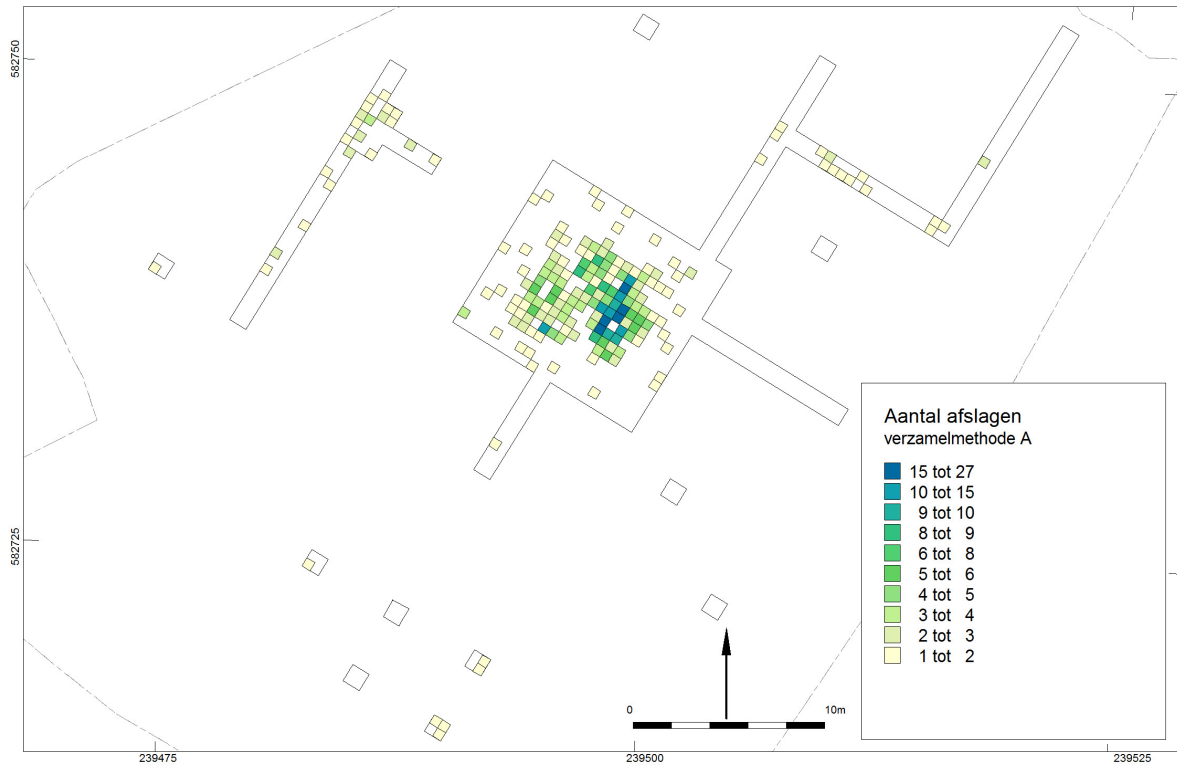 582750
582725
Aantal afslagen
verzamelmethode A
15 tot 27
10 tot 15
9 tot 10
8 tot 9
6 tot 8
5 tot 6
4 tot 5
3 tot 4
2 tot 3
1 tot 2
0 10m
239475 239500 239525